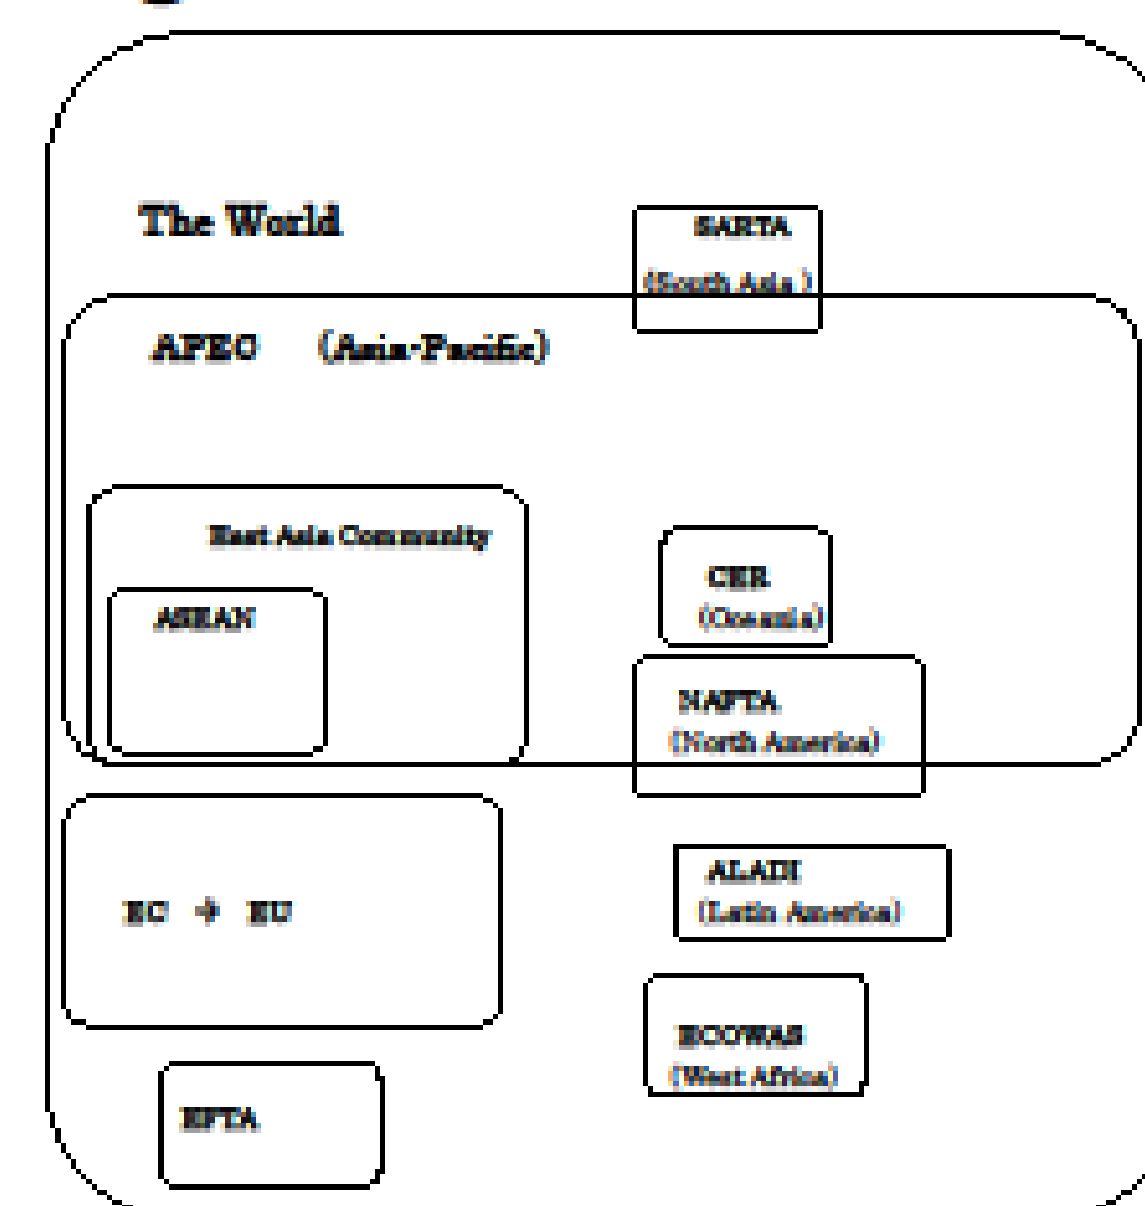 The World
SARTA
(South Asia )
APEC (Asia-Pacific)
East Asia Community
ASEAN
CER
(Oceania)
NAFTA
(North America)
EC → EU
ALADI
(Latin America)
ECOWAS
(West Africa)
EFTA